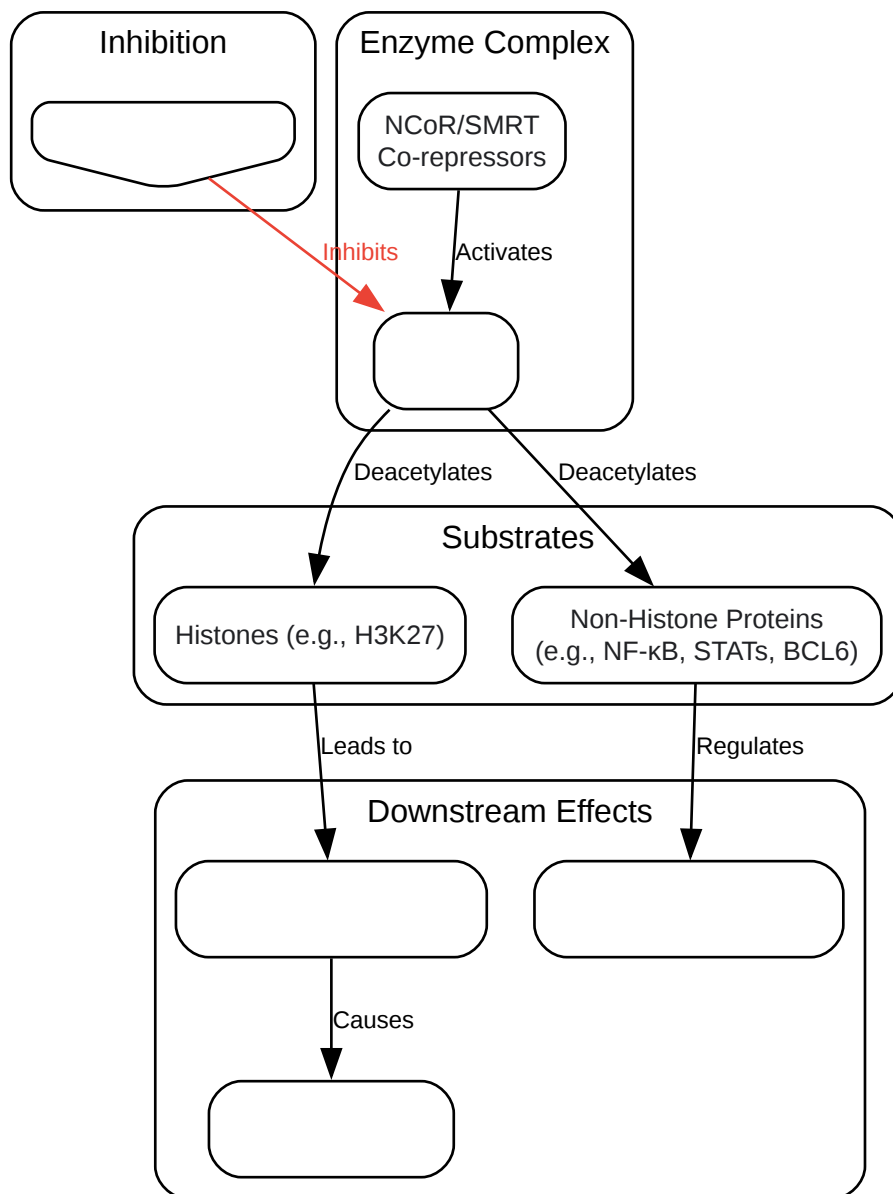 Inhibition
Enzyme Complex
NCoR/SMRT
Co-repressors
Inhibits
Activates
Deacetylates
Deacetylates
Substrates
Histones (e.g., H3K27)
Non-Histone Proteins
(e.g., NF-κB, STATs, BCL6)
Leads to
Regulates
Downstream Effects
Causes